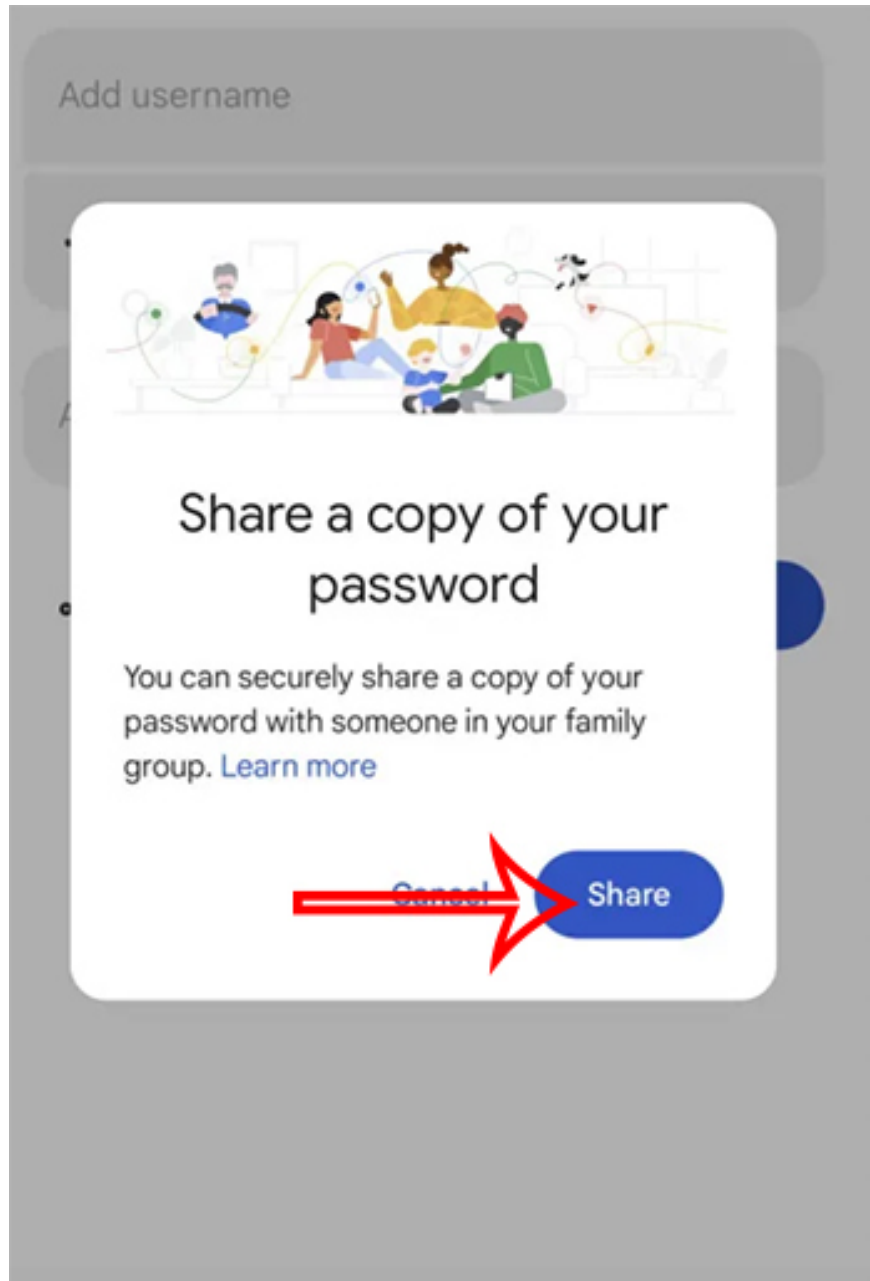 Add username
Share a copy of your
password
You can securely share a copy of your
password with someone in your family
group. Learn more
Cancel Share